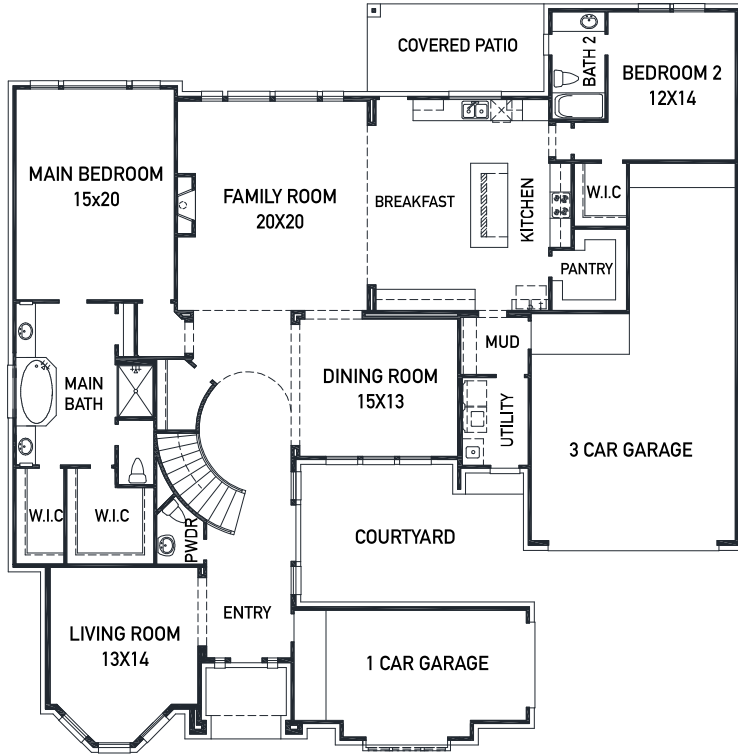 COVERED PATIO
BATH 2
BEDROOM 2
12X14
MAIN BEDROOM
15x20
FAMILY ROOM
20X20
BREAKFAST
KITCHEN
W.I.C
PANTRY
MUD
MAIN
BATH
DINING ROOM
15X13
UTILITY
3 CAR GARAGE
W.I.C
W.I.C
PWDR
COURTYARD
ENTRY
LIVING ROOM
13X14
1 CAR GARAGE